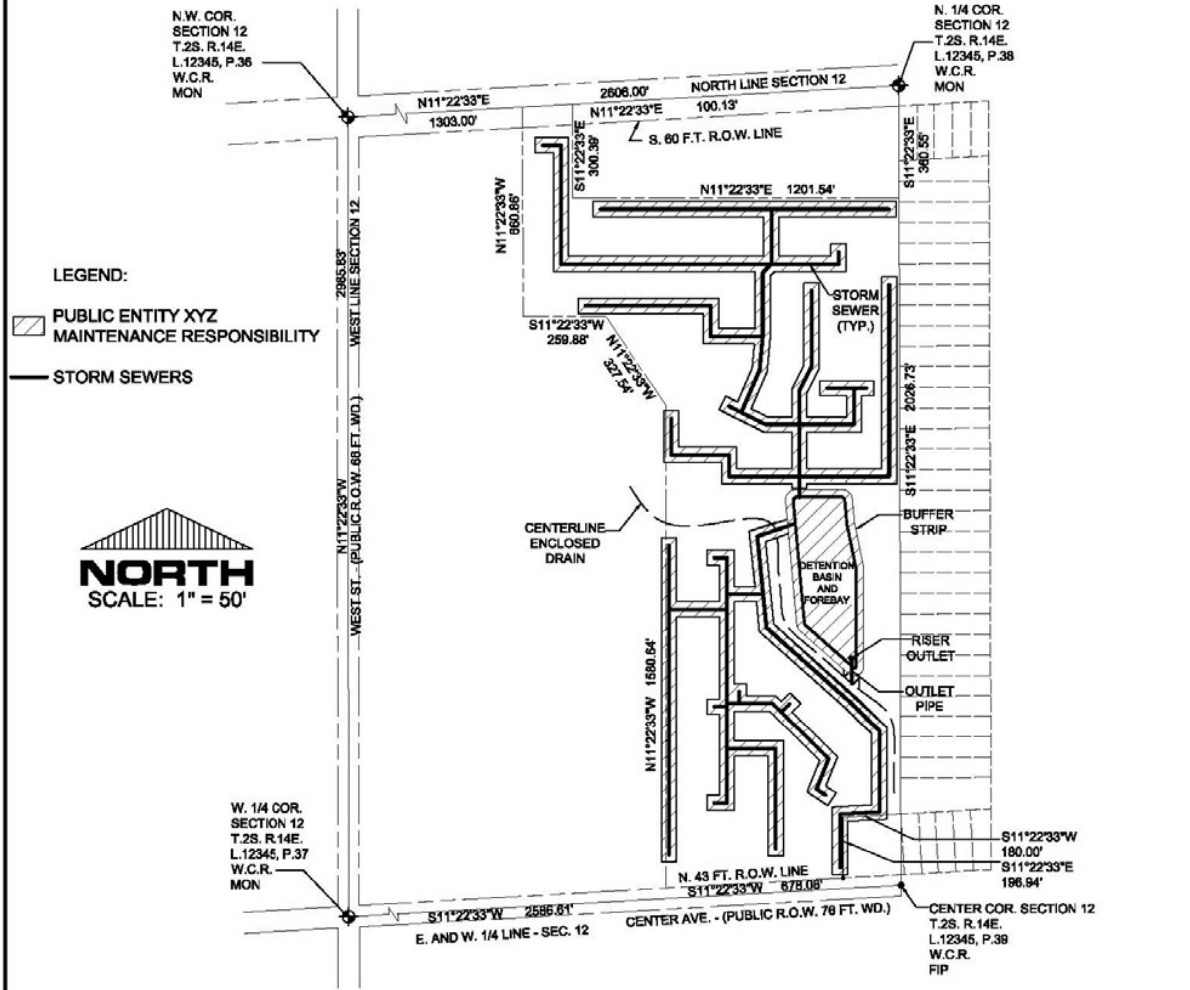 N.W. COR.
SECTION 12
T.2S. R.14E.
L.12345, P.36
W.C.R.
MON
N. 1/4 COR.
SECTION 12
T.2S. R.14E.
L.12345, P.38
W.C.R.
MON
N11°22'33"E
1303.00'
2606.00'
NORTH LINE SECTION 12
N11°22'33"E 100.13'
S. 60 F.T. R.O.W. LINE
S11°22'33"E
300.39'
S11°22'33"E
360.55'
N11°22'33"E 1201.54'
N11°22'33"W
860.86'
2985.83'
WEST LINE SECTION 12
LEGEND:
PUBLIC ENTITY XYZ
MAINTENANCE RESPONSIBILITY
STORM SEWERS
STORM
SEWER
(TYP.)
S11°22'33"W
259.88'
N11°22'33"W
327.54'
S11°22'33"E 2026.73'
N11°22'33"W
WEST ST. - (PUBLIC R.O.W. 68 FT. WD.)
CENTERLINE
ENCLOSED
DRAIN
BUFFER
STRIP
DETENTION
BASIN
AND
FOREBAY
NORTH
SCALE: 1" = 50'
RISER
OUTLET
OUTLET
PIPE
N11°22'33"W 1580.64'
W. 1/4 COR.
SECTION 12
T.2S. R.14E.
L.12345, P.37
W.C.R.
MON
S11°22'33"W
180.00'
S11°22'33"E
196.94'
N. 43 FT. R.O.W. LINE
S11°22'33"W 678.08'
S11°22'33"W 2586.61'
E. AND W. 1/4 LINE - SEC. 12
CENTER AVE. - (PUBLIC R.O.W. 76 FT. WD.)
CENTER COR. SECTION 12
T.2S. R.14E.
L.12345, P.39
W.C.R.
FIP